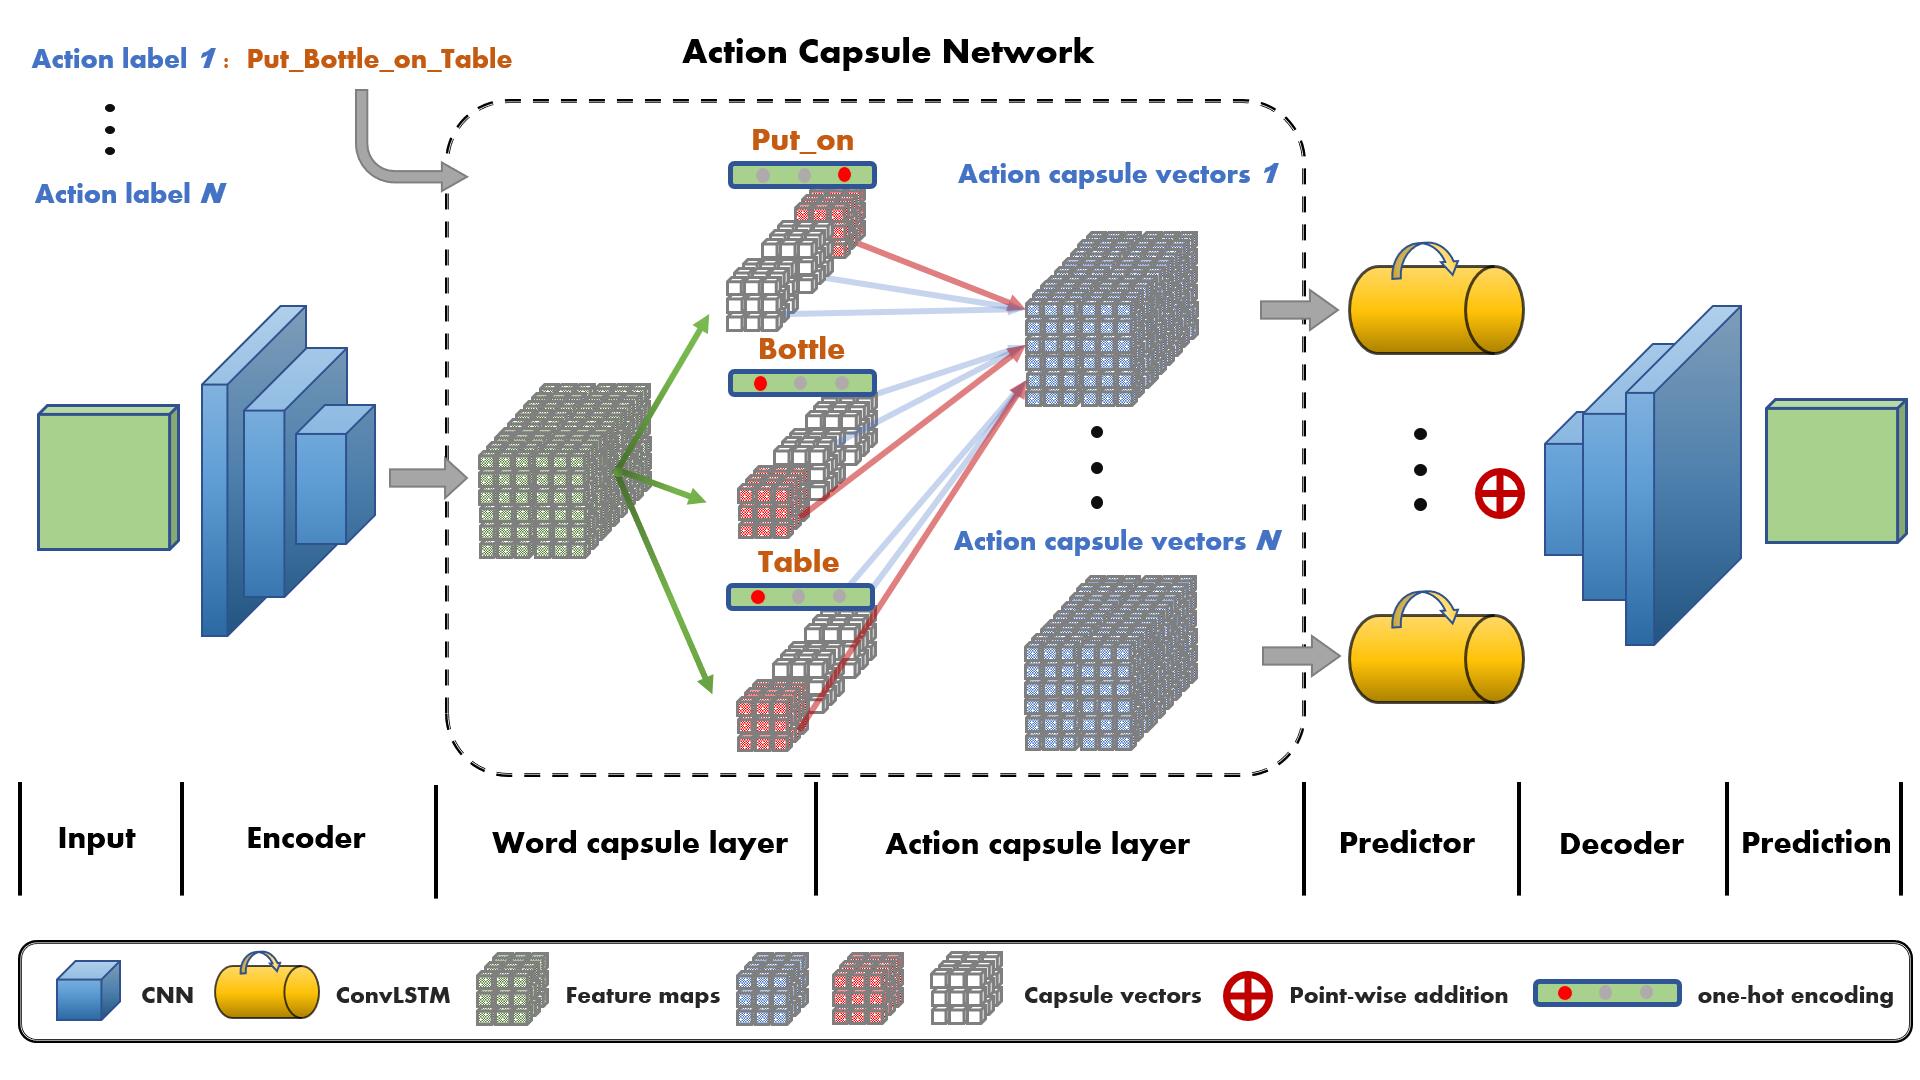 Action Capsule Network
Action label 1 : Put_Bottle_on_Table
Action label N
Put_on
Action capsule vectors 1
Bottle
Action capsule vectors N
Table
Input
Encoder
Word capsule layer
Action capsule layer
Predictor
Decoder
Prediction
CNN
ConvLSTM
Feature maps
Capsule vectors
Point-wise addition
one-hot encoding